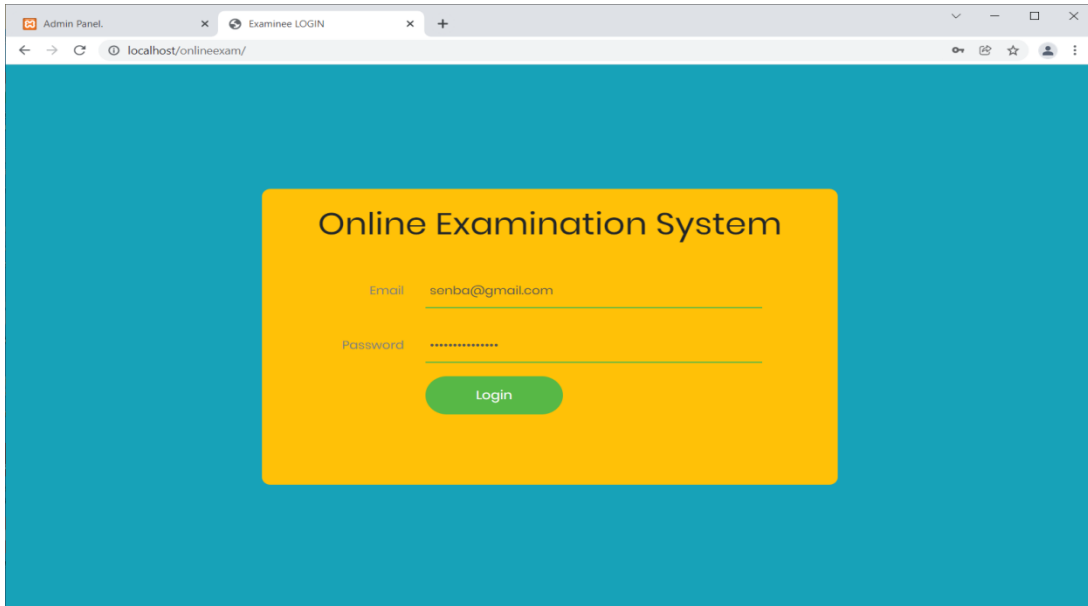 Admin Panel.
Examinee LOGIN
localhost/onlineexam/
Online Examination System
Email senba@gmail.com
Password •••••••••••••••
Login